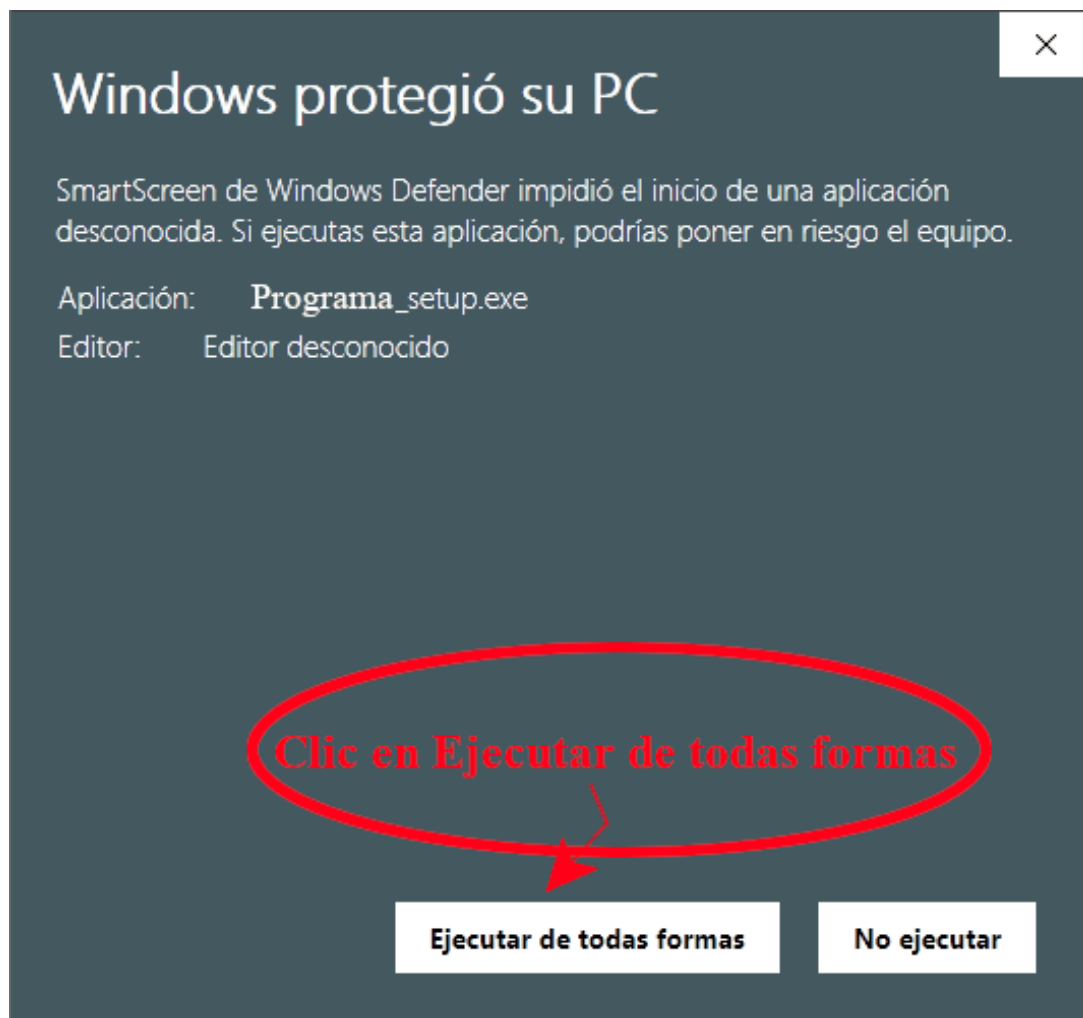 Windows protegió su PC
SmartScreen de Windows Defender impidió el inicio de una aplicación
desconocida. Si ejecutas esta aplicación, podrías poner en riesgo el equipo.
Aplicación: Programa_setup.exe
Editor: Editor desconocido
Clic en Ejecutar de todas formas
Ejecutar de todas formas No ejecutar